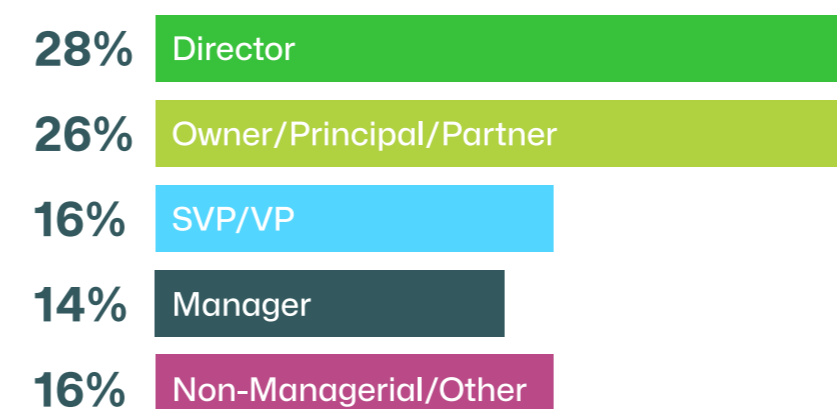 28% Director
26% Owner/Principal/Partner
16% SVP/VP
14% Manager
16% Non-Managerial/Other